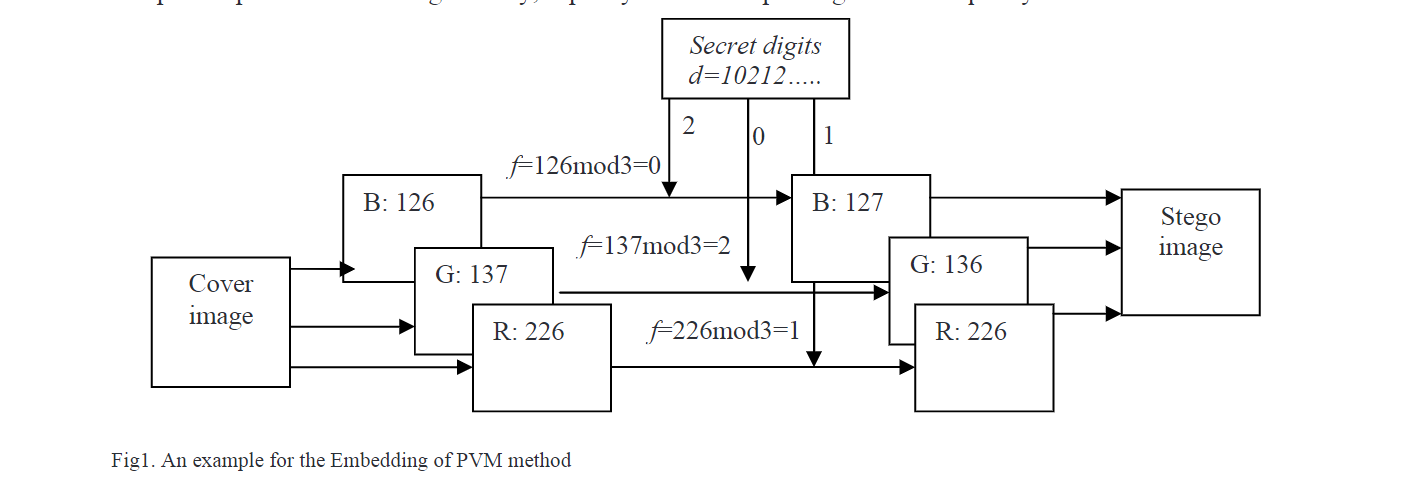 Secret digits
d=10212.....
2
0
1
f=126mod3=0
B: 126
B: 127
Stego
image
f=137mod3=2
G: 137
G: 136
Cover
image
R: 226
f=226mod3=1
R: 226
Fig1. An example for the Embedding of PVM method